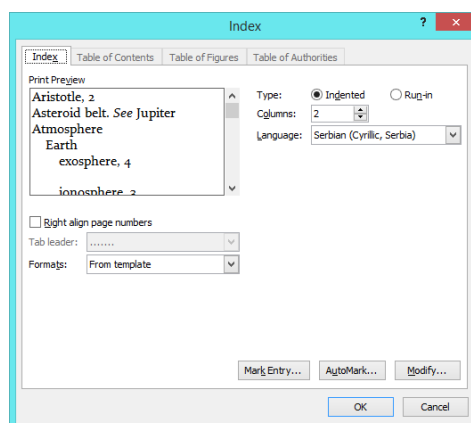 Index
? ×
Index Table of Contents Table of Figures Table of Authorities
Print Preview
Aristotle, 2
Asteroid belt. See Jupiter
Atmosphere
Earth
exosphere, 4
ionosphere, 3
Type: Indented Run-in
Columns: 2
Language: Serbian (Cyrillic, Serbia)
Right align page numbers
Tab leader: .......
Formats: From template
Mark Entry... AutoMark... Modify...
OK Cancel